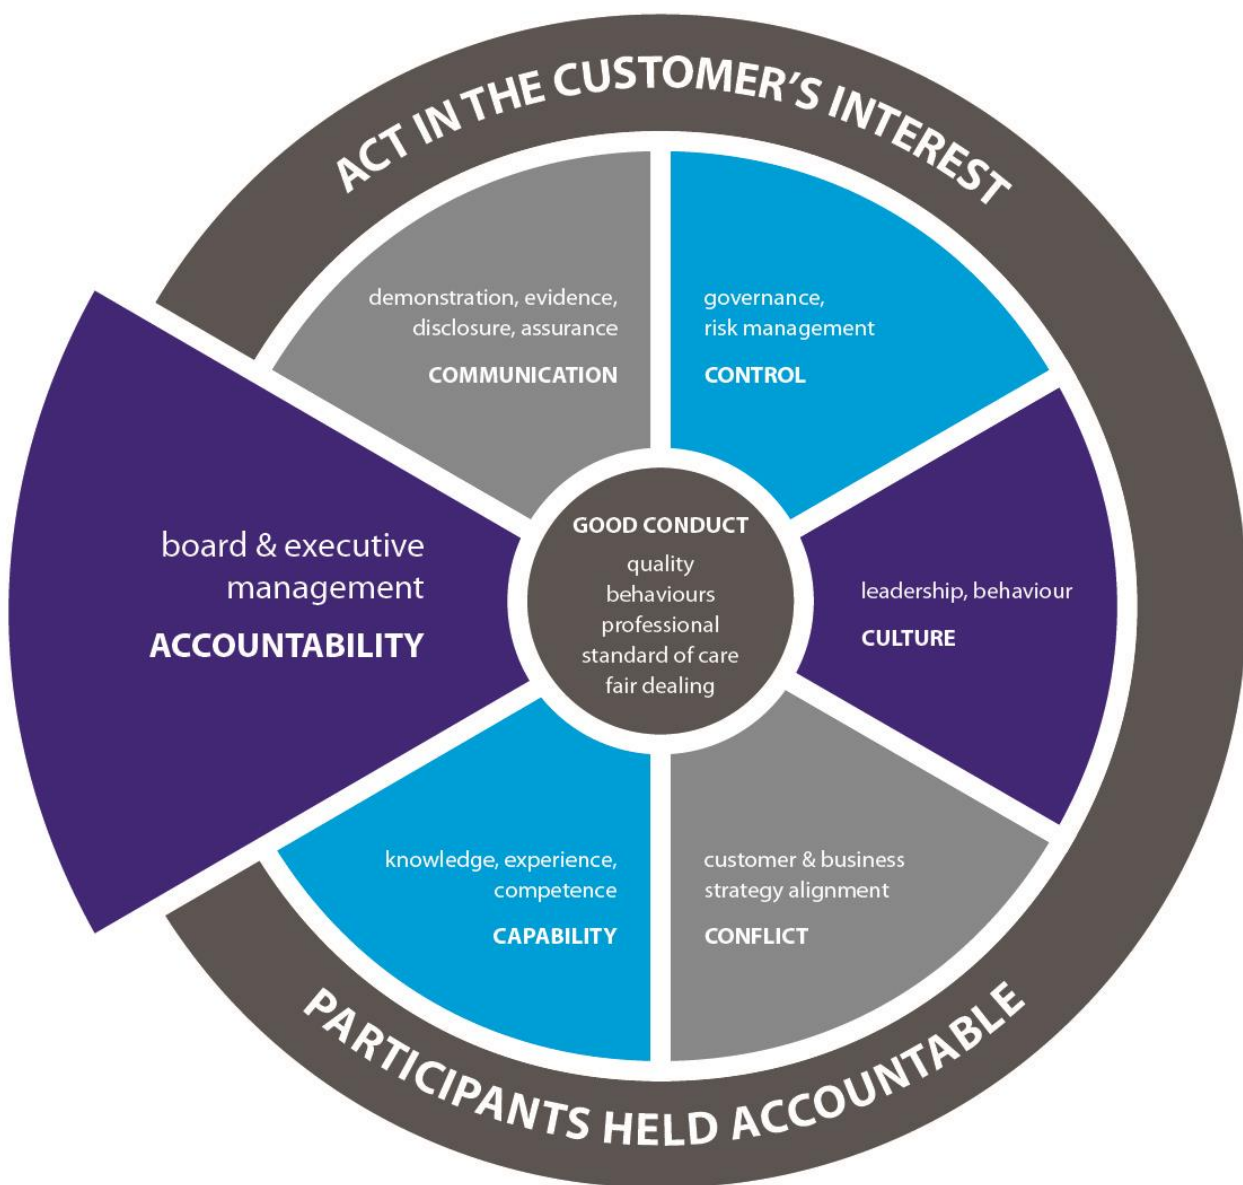 ACT IN THE CUSTOMER'S INTEREST
demonstration, evidence,
disclosure, assurance
COMMUNICATION
governance,
risk management
CONTROL
board & executive
management
ACCOUNTABILITY
GOOD CONDUCT
quality
behaviours
professional
standard of care
fair dealing
leadership, behaviour
CULTURE
knowledge, experience,
competence
CAPABILITY
customer & business
strategy alignment
CONFLICT
PARTICIPANTS HELD ACCOUNTABLE